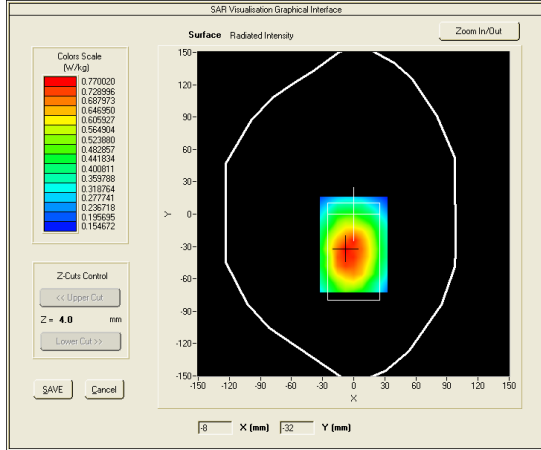 SAR Visualisation Graphical Interface
Surface Radiated Intensity
Zoom In/Out
Colors Scale
(W/kg)
0.770020
0.728996
0.687973
0.646950
0.605927
0.564904
0.523880
0.482857
0.441834
0.400811
0.359788
0.318764
0.277741
0.236718
0.195695
0.154672
Z-Cuts Control
<< Upper Cut
Z = 4.0 mm
Lower Cut >>
SAVE Cancel
150
120
90
60
30
0
-30
-60
-90
-120
-150
Y
-150 -120 -90 -60 -30 0 30 60 90 120 150
X
-8 X (mm) -32 Y (mm)